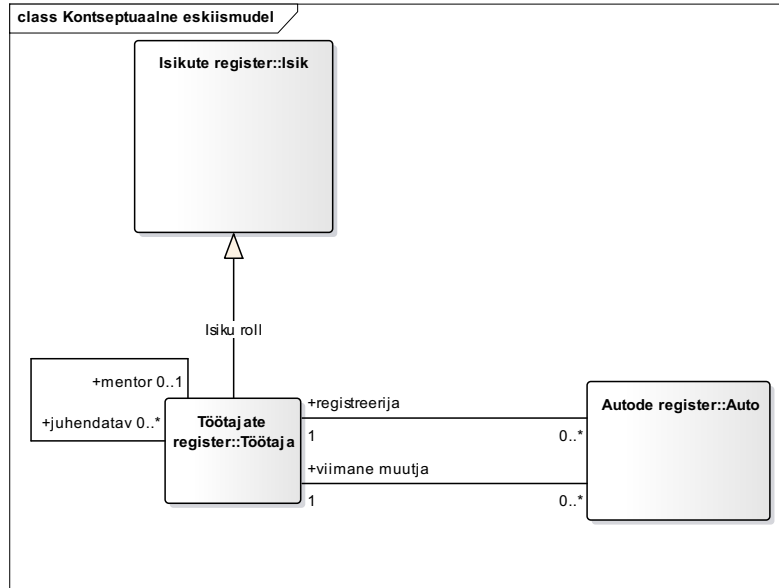 class Kontseptuaalne eskiismudel
Isikute register::Isik
Isiku roll
+mentor 0..1
+juhendatav 0..*
Töötajate
register::Töötaja
+registreerija
1
0..*
+viimane muutja
1
0..*
Autode register::Auto